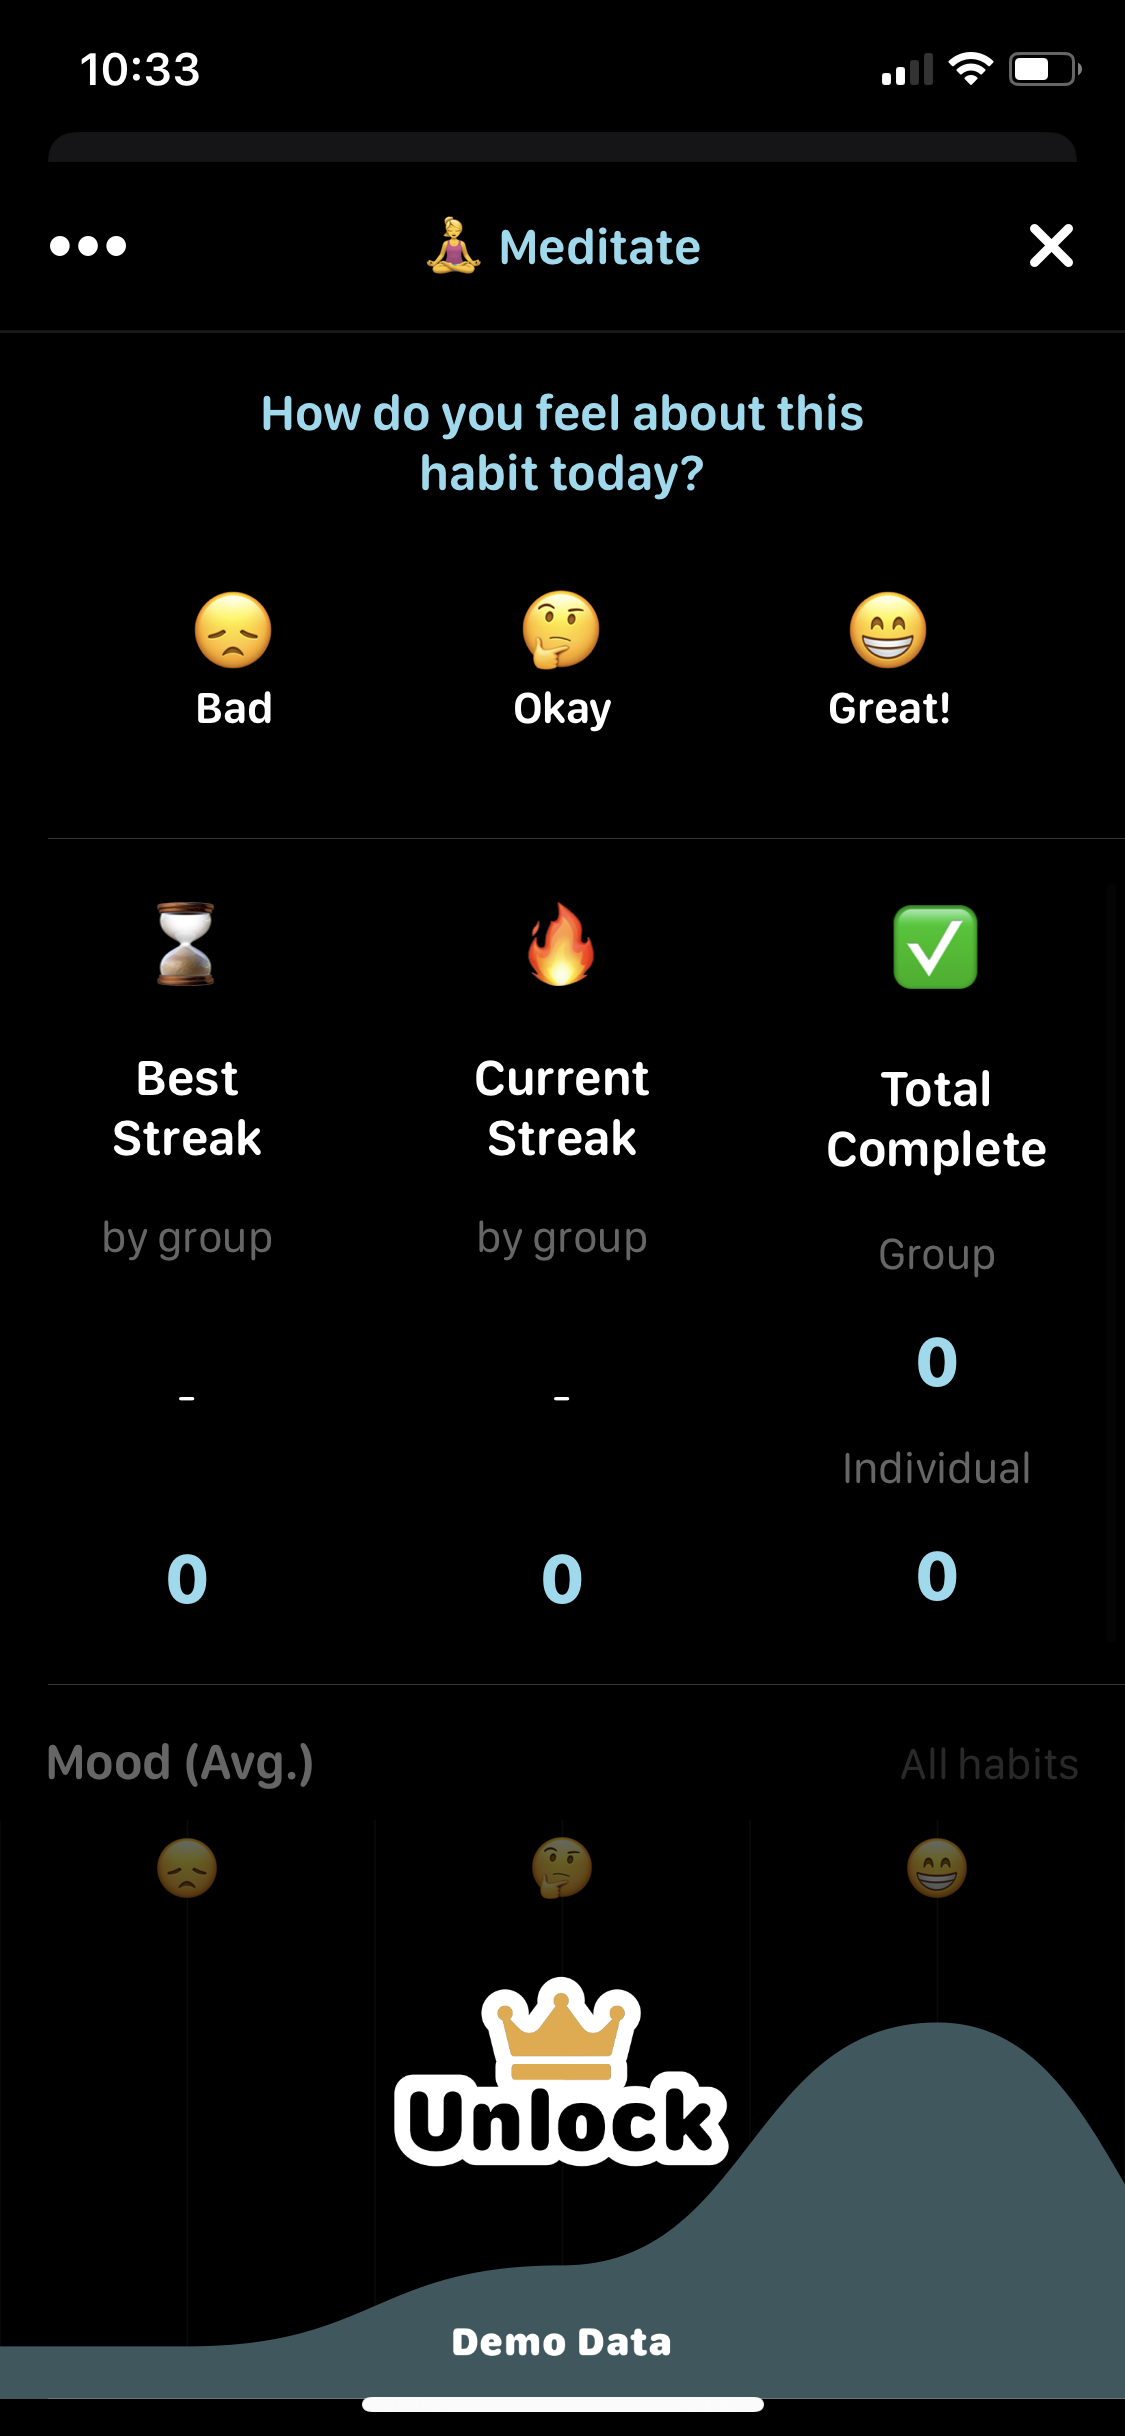 10:33
Meditate
How do you feel about this
habit today?
Bad
Okay
Great!
Best
Streak
by group
-
0
Current
Streak
by group
-
0
Total
Complete
Group
0
Individual
0
Mood (Avg.)
All habits
Unlock
Demo Data